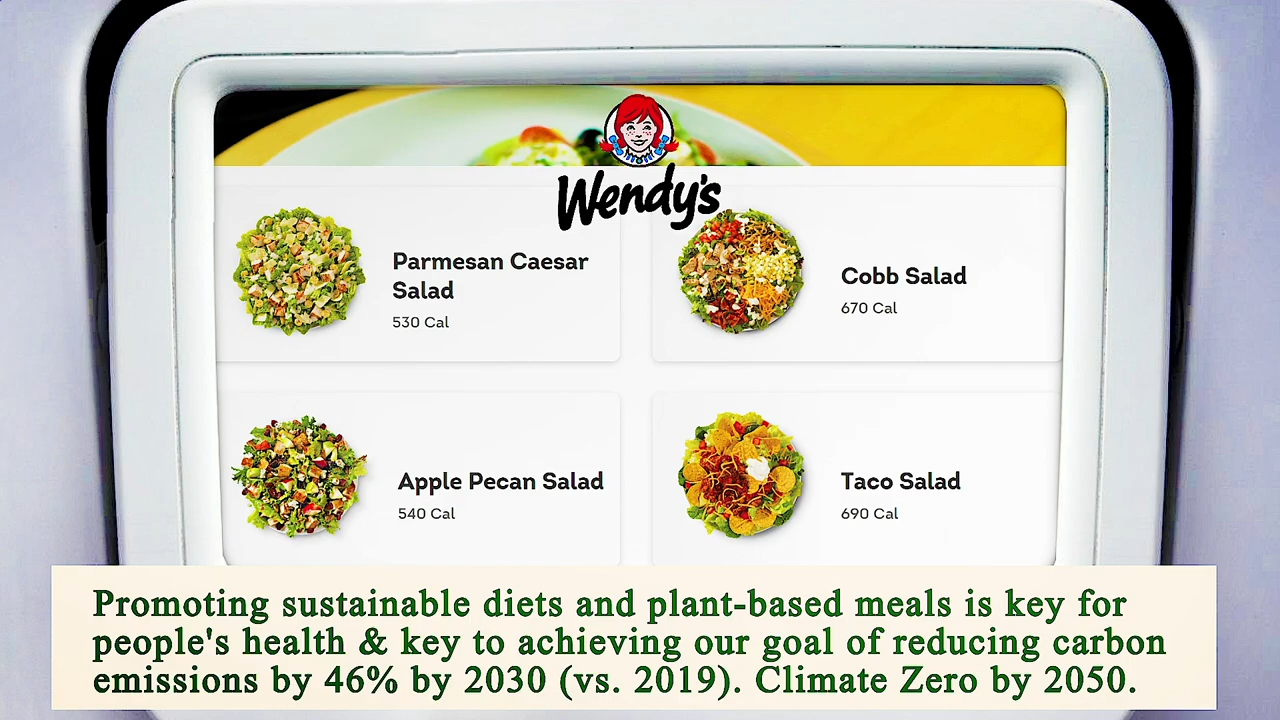 Wendy's
Parmesan Caesar
Salad
530 Cal
Cobb Salad
670 Cal
Apple Pecan Salad
540 Cal
Taco Salad
690 Cal
Promoting sustainable diets and plant-based meals is key for
people's health & key to achieving our goal of reducing carbon
emissions by 46% by 2030 (vs. 2019). Climate Zero by 2050.